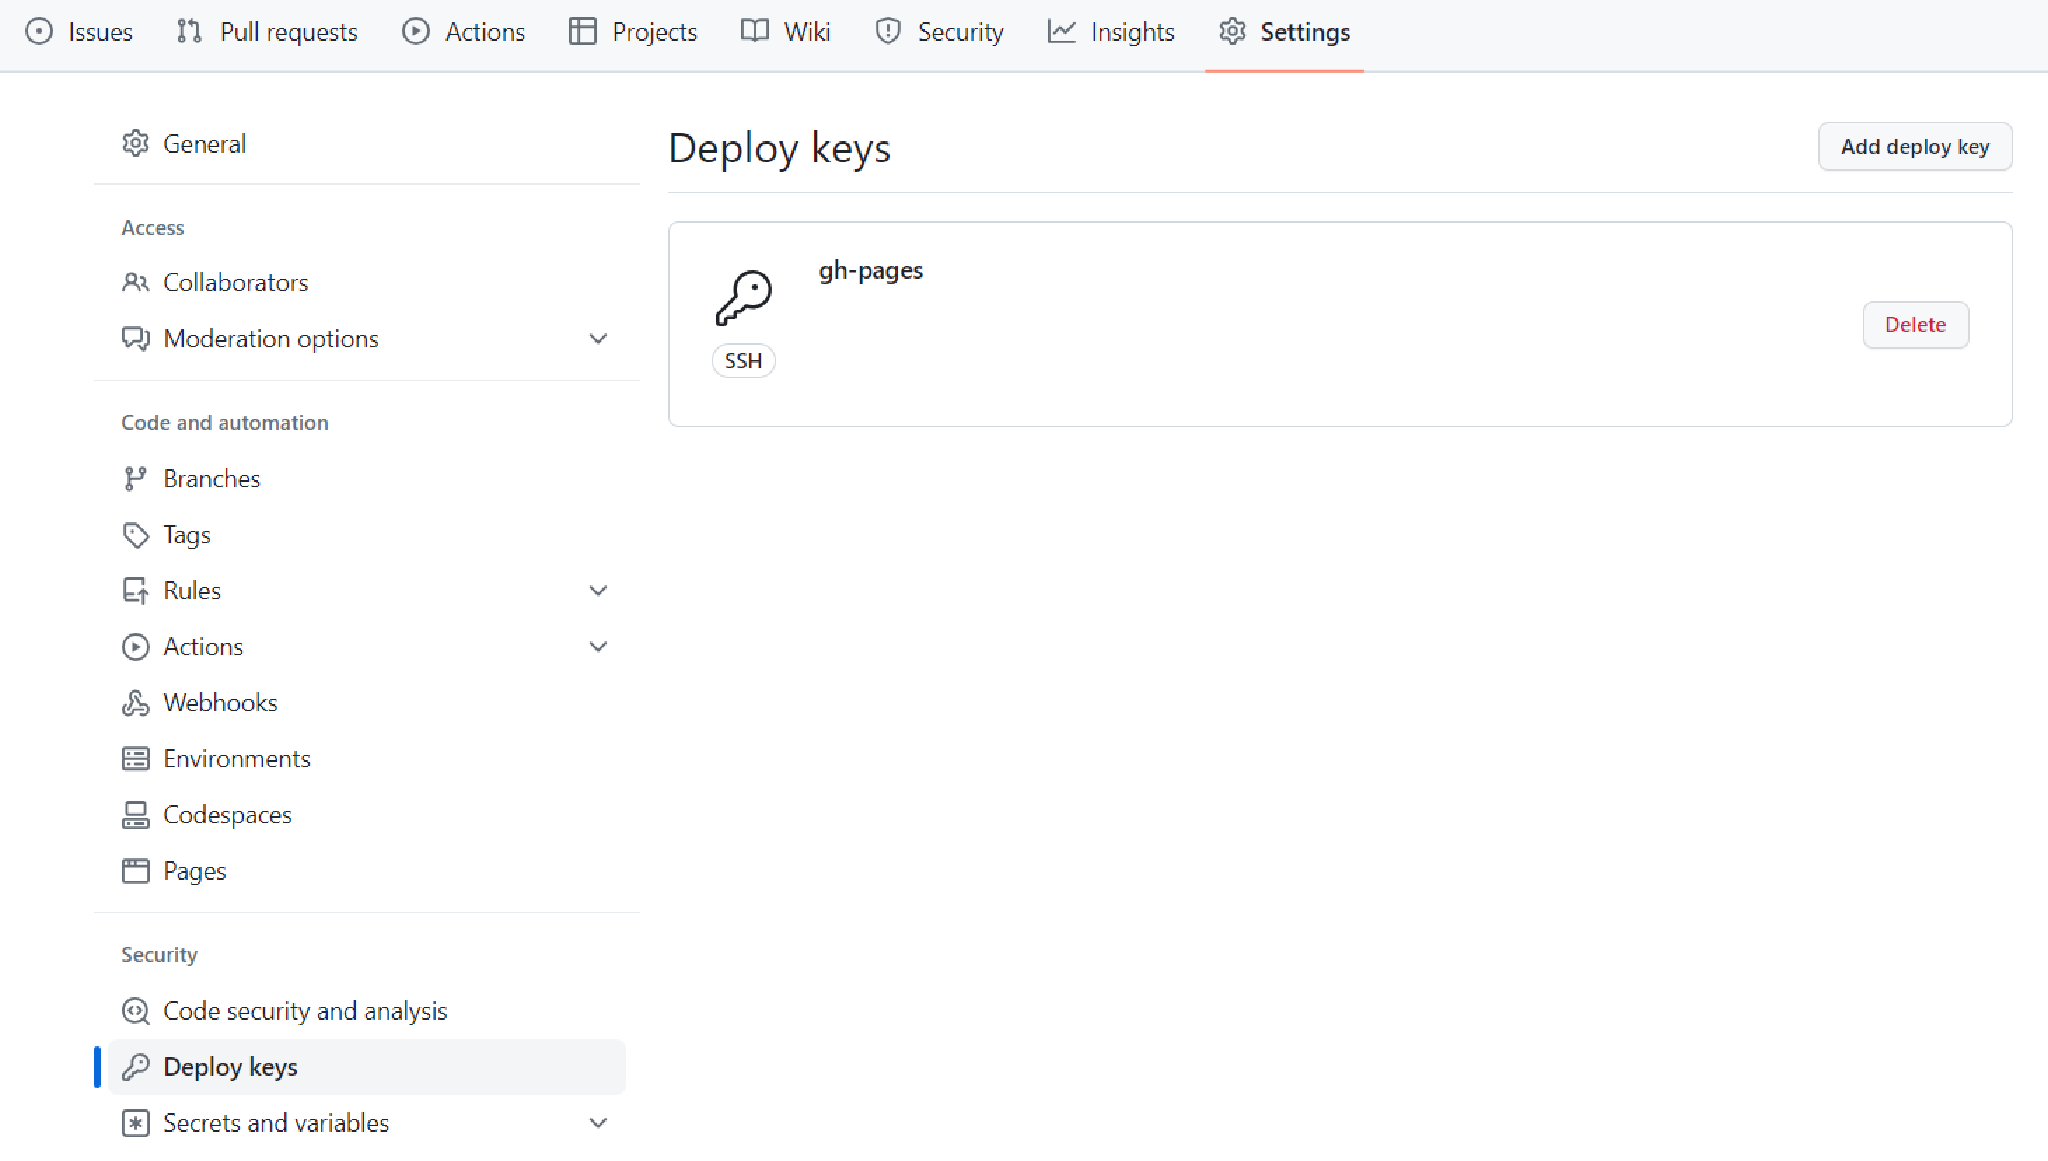 Issues Pull requests Actions Projects Wiki Security Insights Settings
General
Access
Collaborators
Moderation options
Code and automation
Branches
Tags
Rules
Actions
Webhooks
Environments
Codespaces
Pages
Security
Code security and analysis
Deploy keys
Secrets and variables
Deploy keys
Add deploy key
gh-pages
SSH
Delete